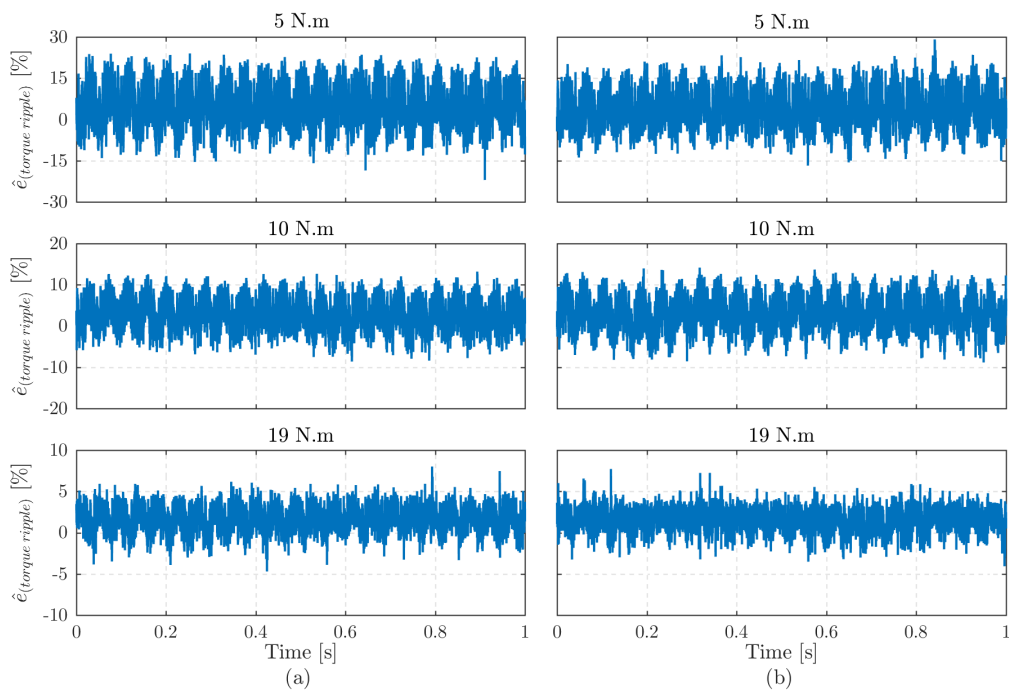 5 N.m 5 N.m
30
15
0
-15
-30
ê(torque ripple) [%]
10 N.m 10 N.m
20
10
0
-10
-20
ê(torque ripple) [%]
19 N.m 19 N.m
10
5
0
-5
-10
ê(torque ripple) [%]
0 0.2 0.4 0.6 0.8 1 0 0.2 0.4 0.6 0.8 1
Time [s] Time [s]
(a) (b)